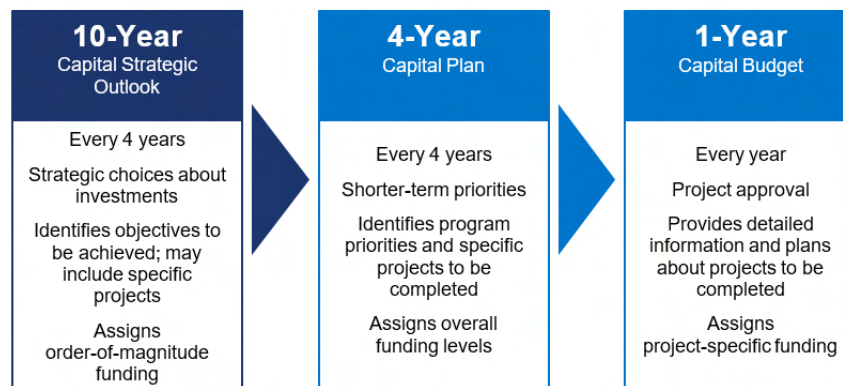 10-Year
Capital Strategic
Outlook
Every 4 years
Strategic choices about
investments
Identifies objectives to
be achieved; may
include specific
projects
Assigns
order-of-magnitude
funding
4-Year
Capital Plan
Every 4 years
Shorter-term priorities
Identifies program
priorities and specific
projects to be
completed
Assigns overall
funding levels
1-Year
Capital Budget
Every year
Project approval
Provides detailed
information and plans
about projects to be
completed
Assigns
project-specific funding